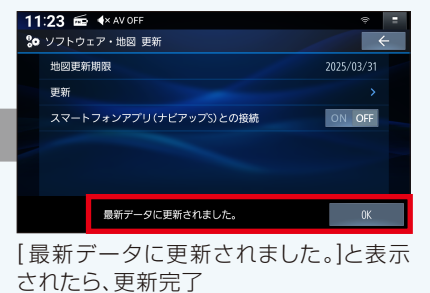 11:23 AV OFF
ソフトウェア・地図 更新
地図更新期限 2025/03/31
更新
スマートフォンアプリ(ナビアップS)との接続 ON OFF
最新データに更新されました。 OK
[最新データに更新されました。]と表示
されたら、更新完了